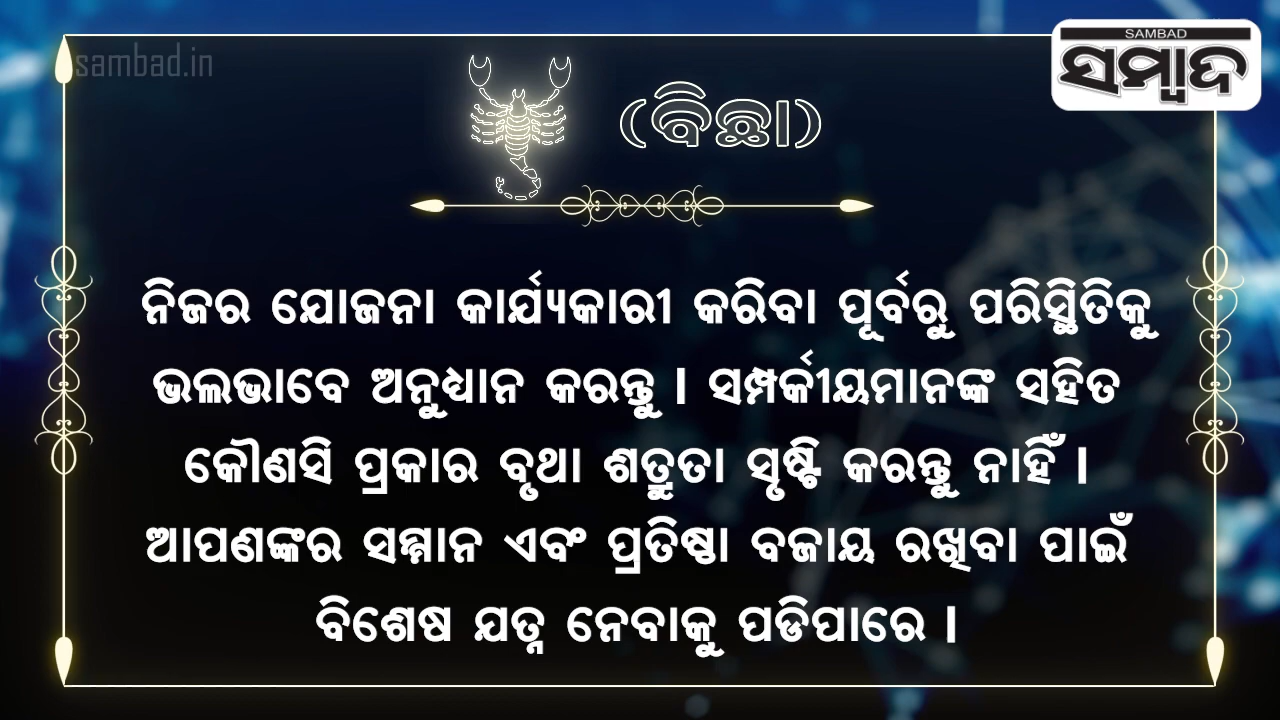 sambad.in
SAMBAD
ସମ୍ବାଦ
(ବିଛା)
ନିଜର ଯୋଜନା କାର୍ଯ୍ୟକାରୀ କରିବା ପୂର୍ବରୁ ପରିସ୍ଥିତିକୁ
ଭଲଭାବେ ଅନୁଧ୍ୟାନ କରନ୍ତୁ । ସମ୍ପର୍କୀୟମାନଙ୍କ ସହିତ
କୌଣସି ପ୍ରକାର ବୃଥା ଶତ୍ରୁତା ସୃଷ୍ଟି କରନ୍ତୁ ନାହିଁ ।
ଆପଣଙ୍କର ସମ୍ମାନ ଏବଂ ପ୍ରତିଷ୍ଠା ବଜାୟ ରଖିବା ପାଇଁ
ବିଶେଷ ଯତ୍ନ ନେବାକୁ ପଡିପାରେ ।